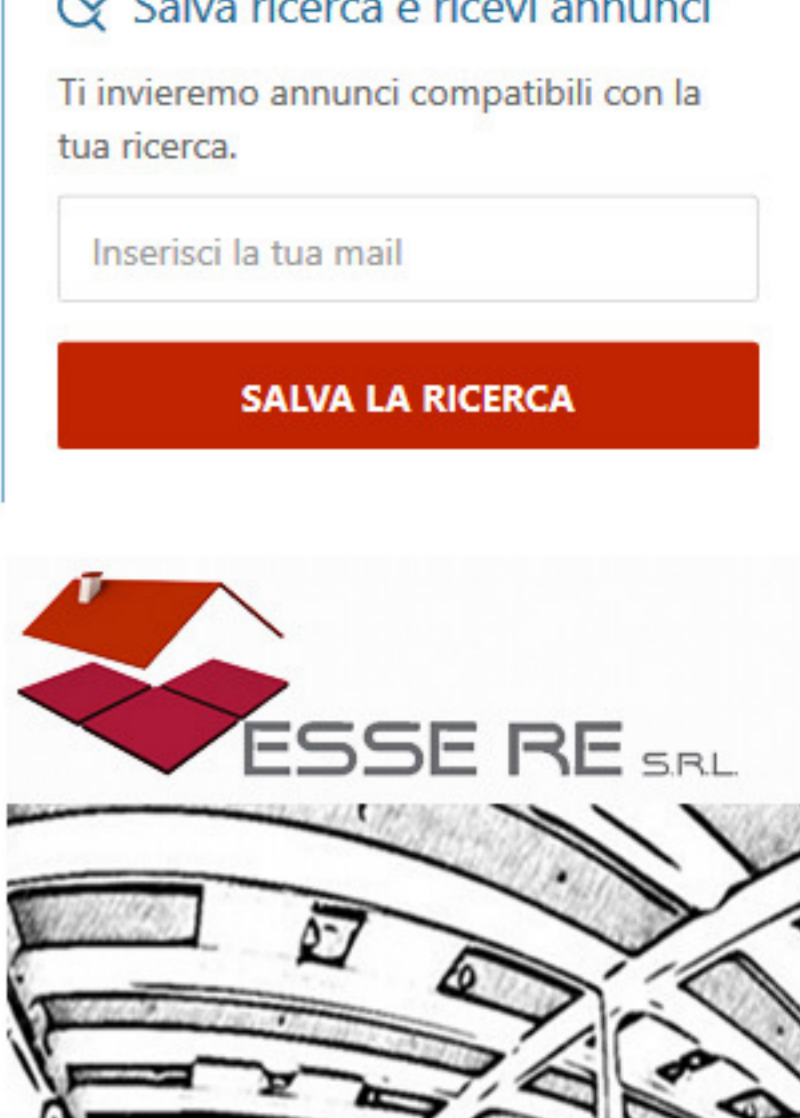 Salva ricerca e ricevi annunci
Ti invieremo annunci compatibili con la
tua ricerca.
Inserisci la tua mail
SALVA LA RICERCA
ESSE RE S.R.L.